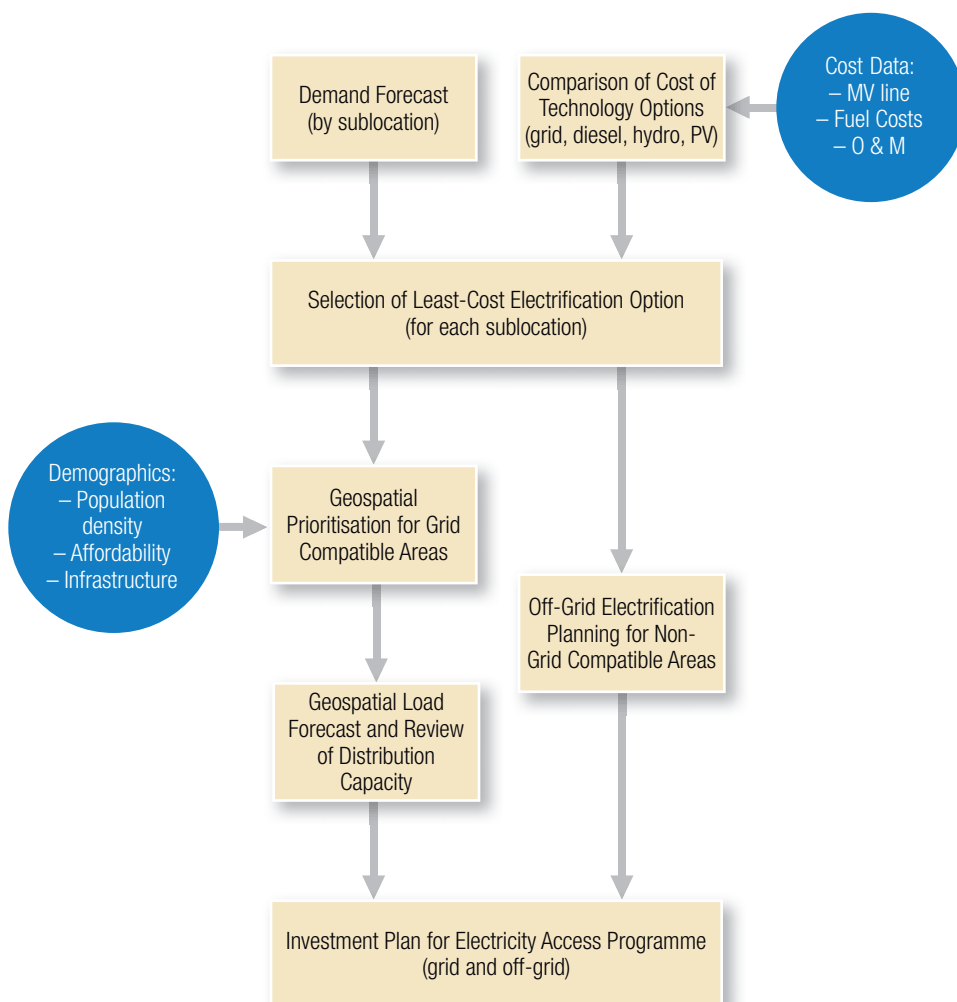 Demand Forecast
(by sublocation)
Comparison of Cost of
Technology Options
(grid, diesel, hydro, PV)
Cost Data:
– MV line
– Fuel Costs
– O & M
Selection of Least-Cost Electrification Option
(for each sublocation)
Demographics:
– Population
density
– Affordability
– Infrastructure
Geospatial
Prioritisation for Grid
Compatible Areas
Off-Grid Electrification
Planning for Non-
Grid Compatible Areas
Geospatial Load
Forecast and Review
of Distribution
Capacity
Investment Plan for Electricity Access Programme
(grid and off-grid)